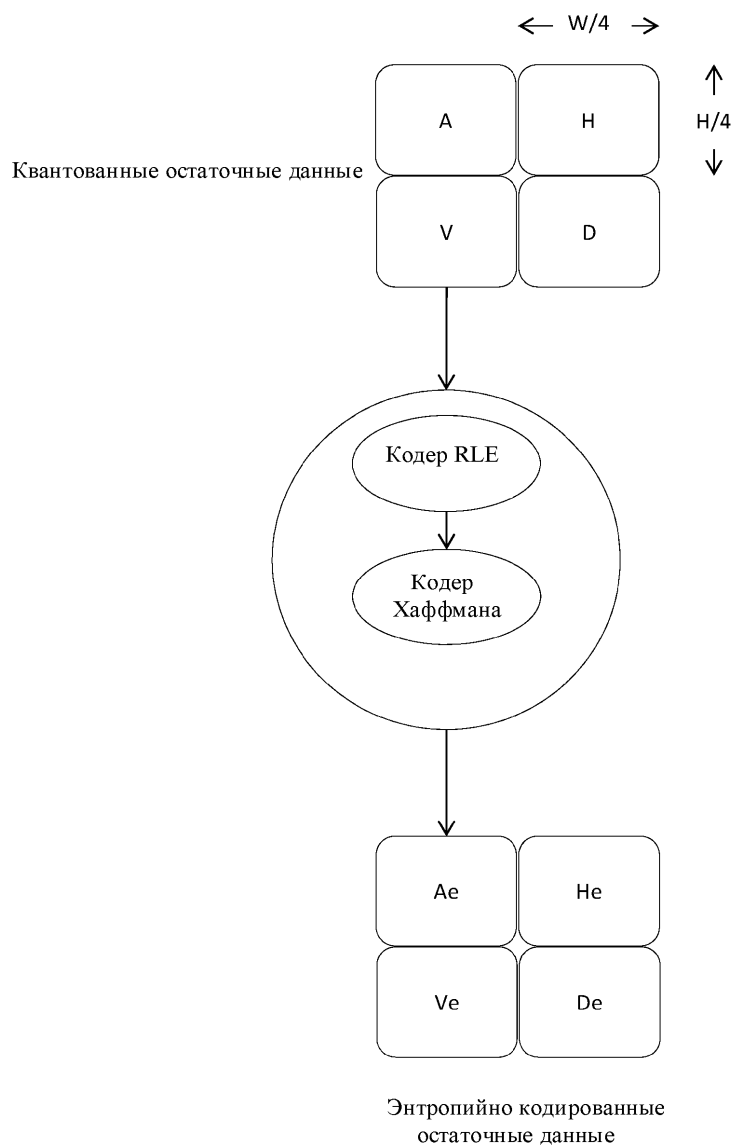 W/4
A H
H/4
Квантованные остаточные данные
V D
Кодер RLE
Кодер
Хаффмана
Ae He
Ve De
Энтропийно кодированные
остаточные данные